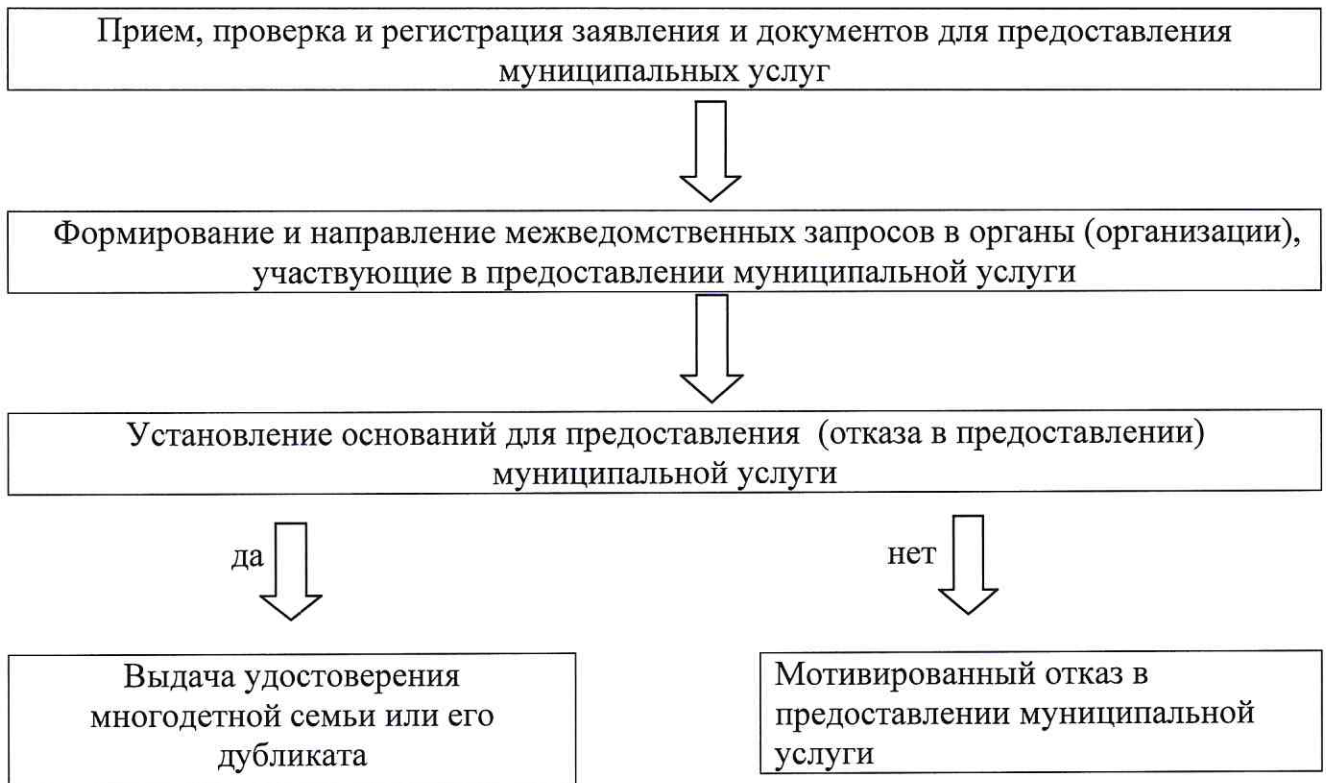 Прием, проверка и регистрация заявления и документов для предоставления
муниципальных услуг
Формирование и направление межведомственных запросов в органы (организации),
участвующие в предоставлении муниципальной услуги
Установление оснований для предоставления (отказа в предоставлении)
муниципальной услуги
да
нет
Выдача удостоверения
многодетной семьи или его
дубликата
Мотивированный отказ в
предоставлении муниципальной
услуги